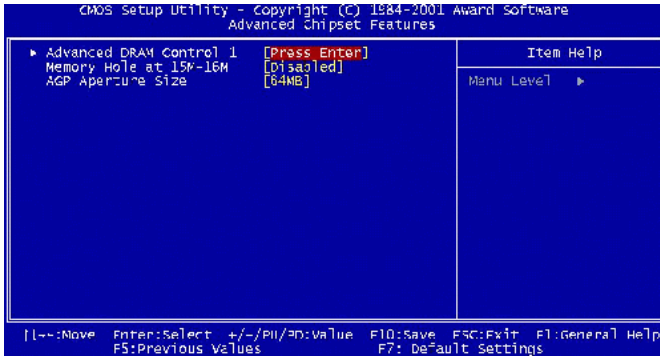 CMOS Setup Utility - Copyright (C) 1984-2001 Award Software
Advanced Chipset Features
▶ Advanced DRAM Control 1 [Press Enter]
Memory Hole at 15M-16M [Disabled]
AGP Aperture Size [64MB]
Item Help
Menu Level ▶
↑↓→←:Move Enter:Select +/-/PU/PD:Value F10:Save ESC:Exit F1:General Help
F5:Previous Values F7: Default Settings